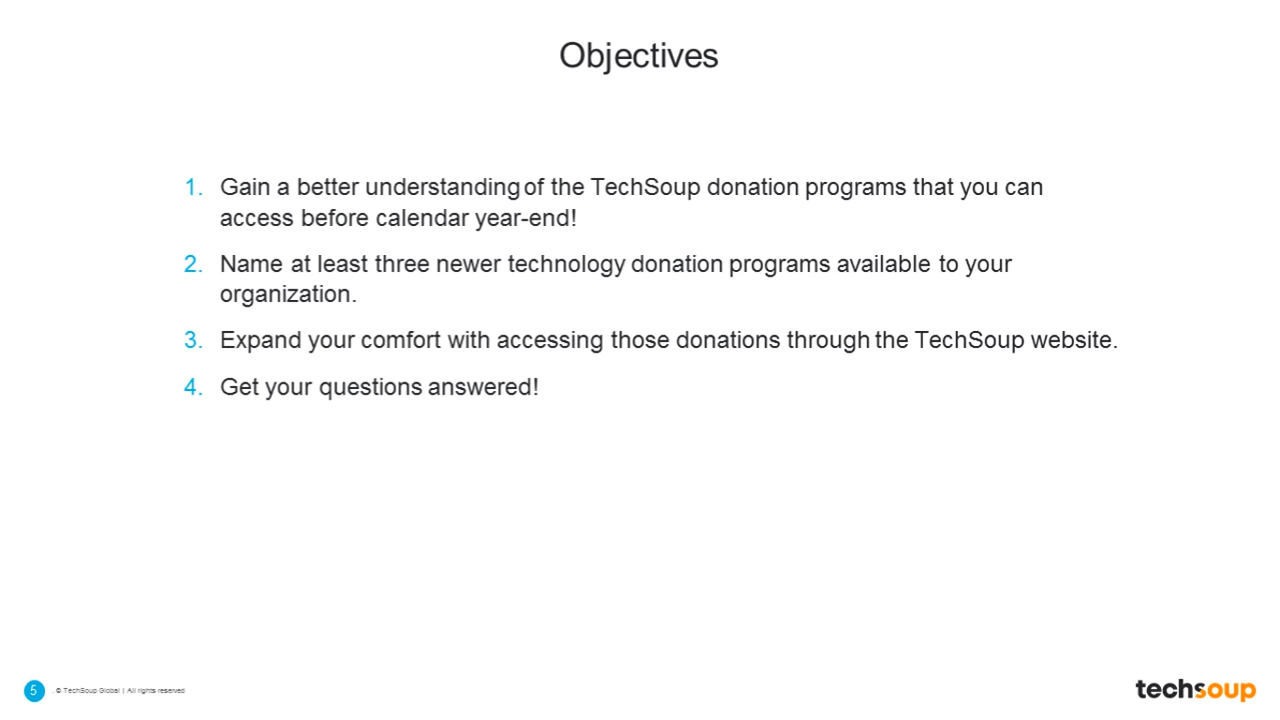 Objectives
1. Gain a better understanding of the TechSoup donation programs that you can
access before calendar year-end!
2. Name at least three newer technology donation programs available to your
organization.
3. Expand your comfort with accessing those donations through the TechSoup website.
4. Get your questions answered!
5 . © TechSoup Global | All rights reserved
techsoup